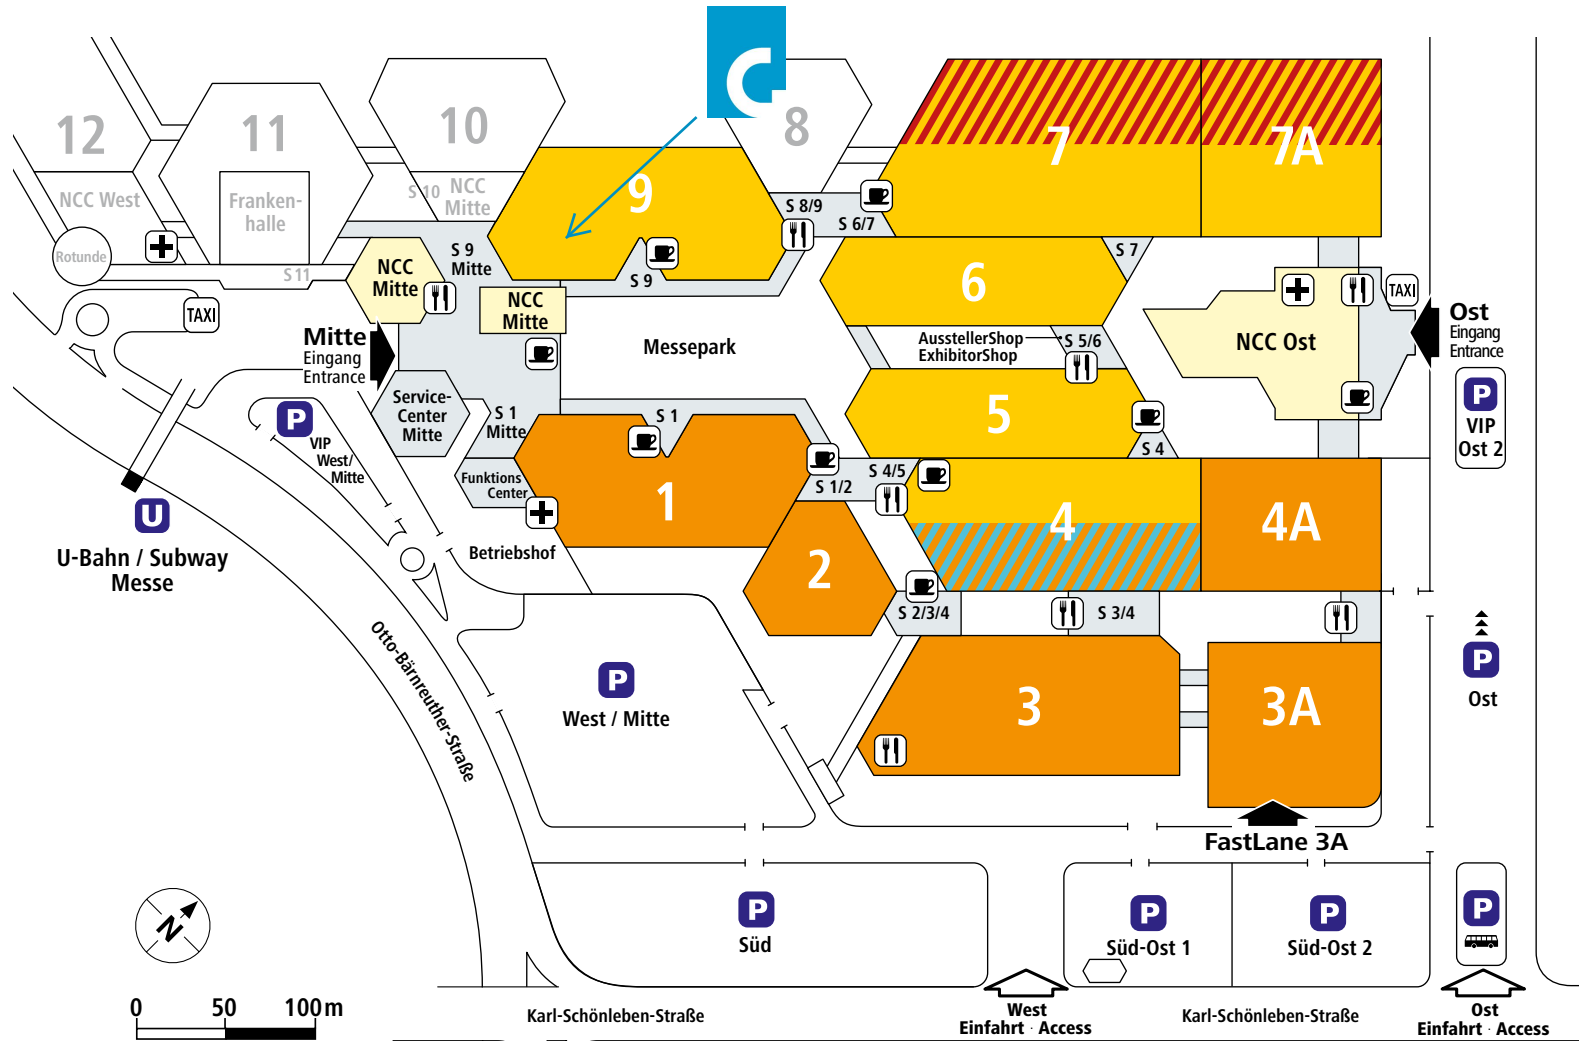 12
11
10
8
7
7A
NCC West
Franken-
halle
S 10
NCC
Mitte
9
S 8/9
S 6/7
Rotunde
S 11
NCC
Mitte
S 9
Mitte
S 9
S 7
6
TAXI
NCC
Mitte
TAXI
Mitte
Eingang
Entrance
Messepark
AusstellerShop
ExhibitorShop
S 5/6
NCC Ost
Ost
Eingang
Entrance
P
VIP
Ost 2
Service-
Center
Mitte
S 1
Mitte
S 1
5
S 4
P
VIP
West/
Mitte
Funktions
Center
1
S 1/2
S 4/5
4
4A
U
U-Bahn / Subway
Messe
Betriebshof
2
S 2/3/4
S 3/4
Otto-Bärnreuther-Straße
P
West / Mitte
3
3A
P
Ost
FastLane 3A
P
Süd
P
Süd-Ost 1
P
Süd-Ost 2
P
N
0 50 100 m
Karl-Schönleben-Straße
West
Einfahrt · Access
Karl-Schönleben-Straße
Ost
Einfahrt · Access